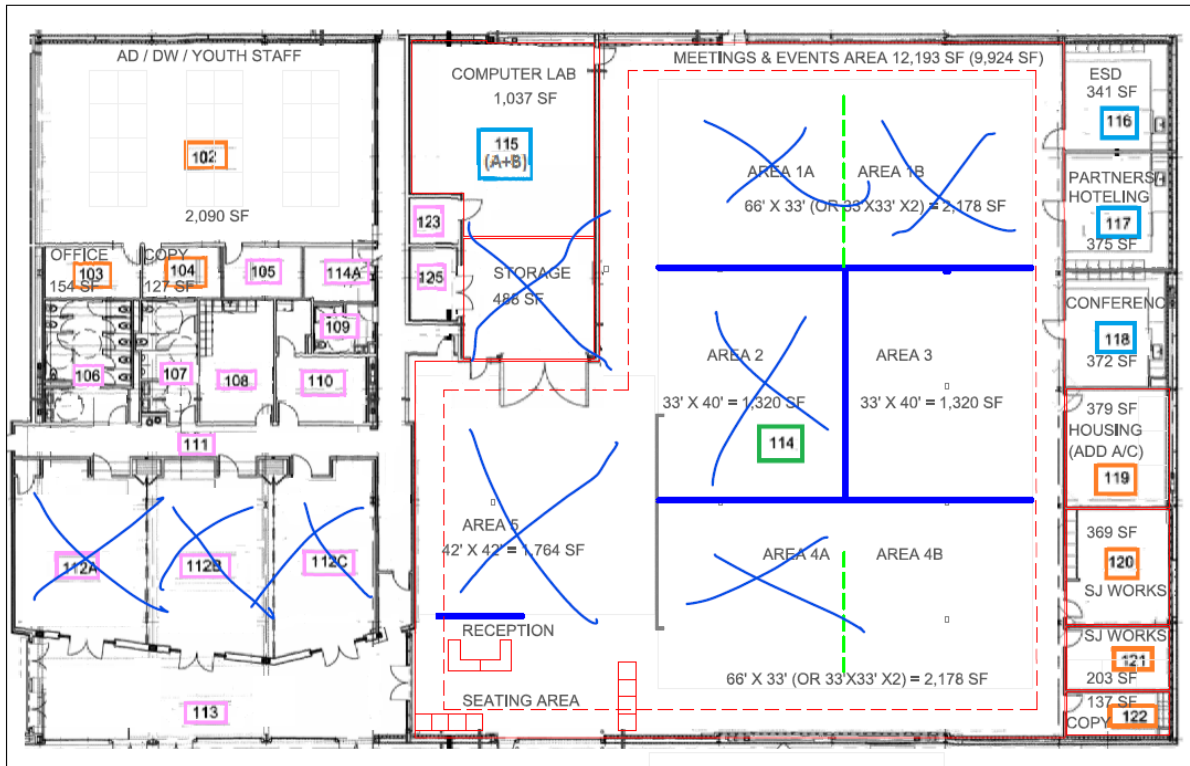 AD / DW / YOUTH STAFF
102
2,090 SF
OFFICE
103
154 SF
COPY
104
127 SF
105
114A
109
106
107
108
110
111
112A
112B
112C
113
COMPUTER LAB
1,037 SF
115
(A+B)
123
125
STORAGE
486 SF
MEETINGS & EVENTS AREA 12,193 SF (9,924 SF)
AREA 1A
AREA 1B
66' X 33' (OR 33'X33' X2) = 2,178 SF
AREA 2
33' X 40' = 1,320 SF
114
AREA 3
33' X 40' = 1,320 SF
AREA 5
42' X 42' = 1,764 SF
AREA 4A
AREA 4B
66' X 33' (OR 33'X33' X2) = 2,178 SF
RECEPTION
SEATING AREA
ESD
341 SF
116
PARTNERS/
HOTELING
117
375 SF
CONFERENCE
118
372 SF
379 SF
HOUSING
(ADD A/C)
119
369 SF
120
SJ WORKS
SJ WORKS
121
203 SF
137 SF
COPY
122